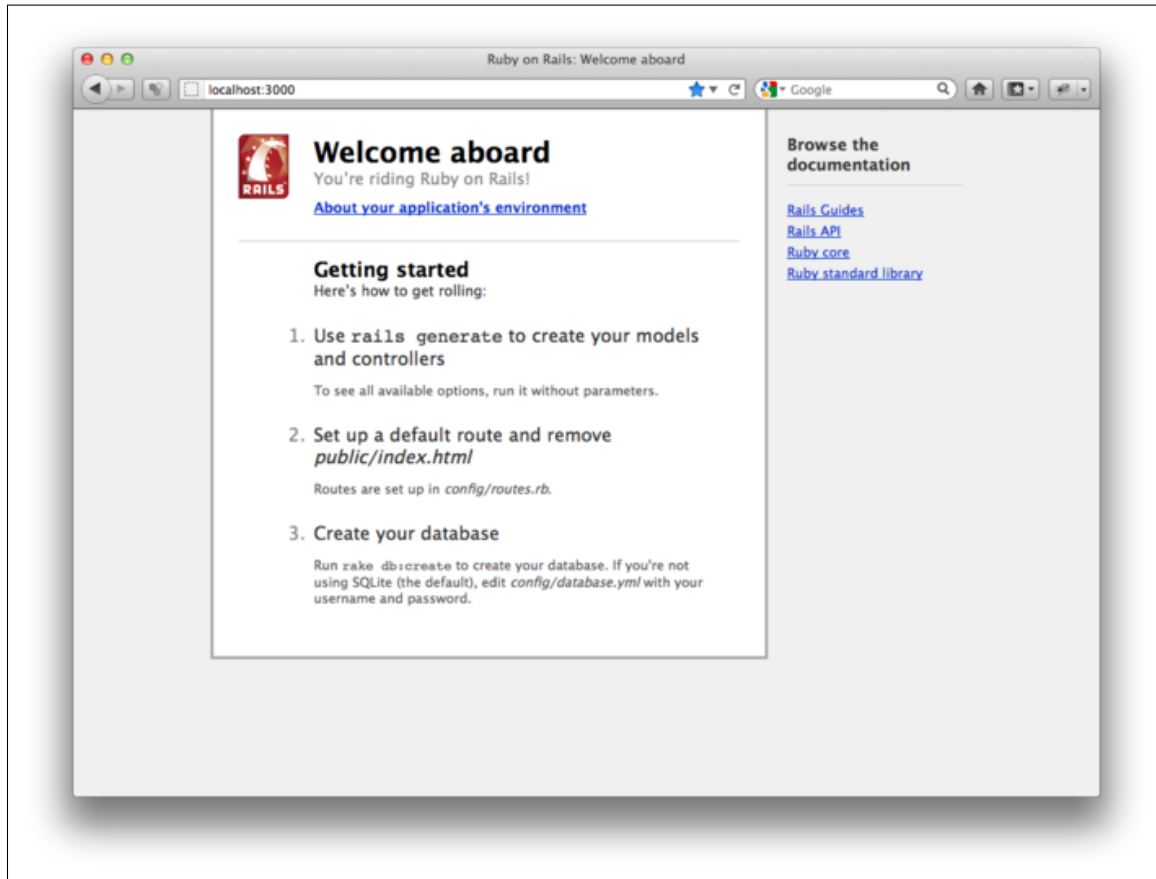 Ruby on Rails: Welcome aboard
localhost:3000
Google
RAILS
Welcome aboard
You're riding Ruby on Rails!
About your application's environment
Getting started
Here's how to get rolling:
1. Use rails generate to create your models
and controllers
To see all available options, run it without parameters.
2. Set up a default route and remove
public/index.html
Routes are set up in config/routes.rb.
3. Create your database
Run rake db:create to create your database. If you're not
using SQLite (the default), edit config/database.yml with your
username and password.
Browse the
documentation
Rails Guides
Rails API
Ruby core
Ruby standard library